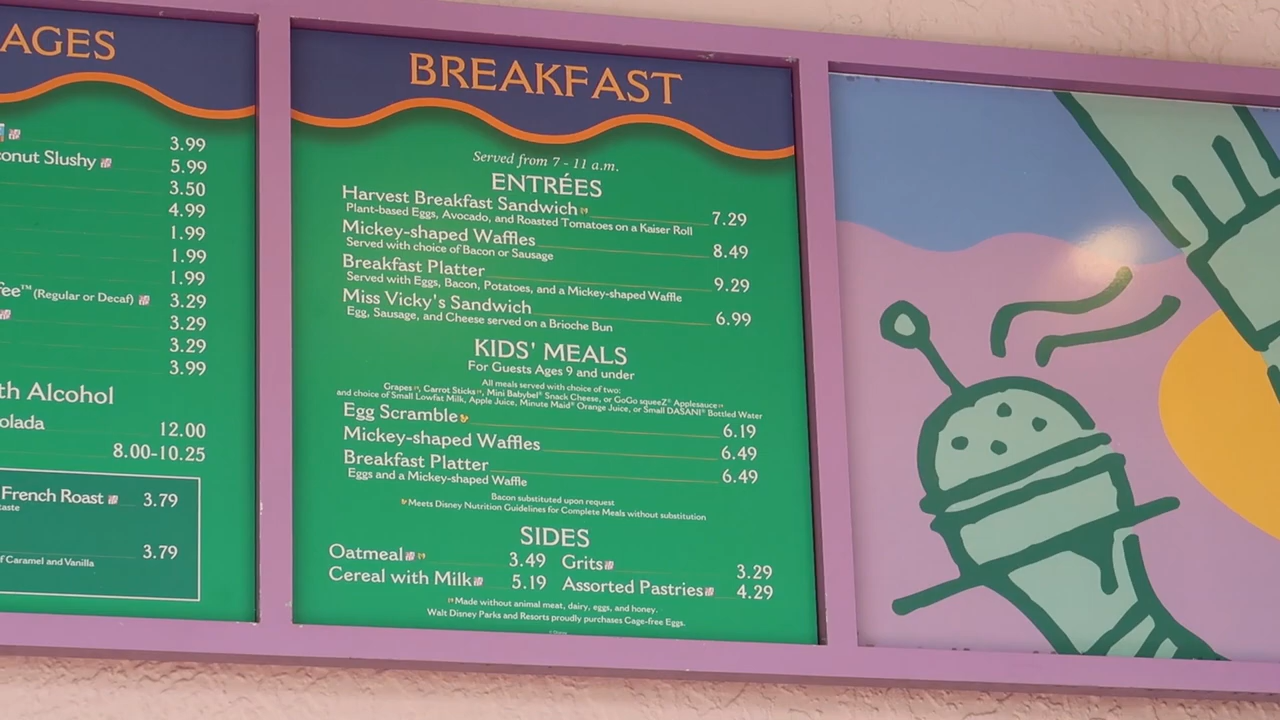 AGES
3.99
conut Slushy 5.99
3.50
4.99
1.99
1.99
1.99
fee™ (Regular or Decaf) 3.29
3.29
3.29
3.99
th Alcohol
olada 12.00
8.00-10.25
French Roast 3.79
taste
3.79
f Caramel and Vanilla
BREAKFAST
Served from 7 - 11 a.m.
ENTRÉES
Harvest Breakfast Sandwich 7.29
Plant-based Eggs, Avocado, and Roasted Tomatoes on a Kaiser Roll
Mickey-shaped Waffles 8.49
Served with choice of Bacon or Sausage
Breakfast Platter 9.29
Served with Eggs, Bacon, Potatoes, and a Mickey-shaped Waffle
Miss Vicky's Sandwich 6.99
Egg, Sausage, and Cheese served on a Brioche Bun
KIDS' MEALS
For Guests Ages 9 and under
All meals served with choice of two:
Grapes, Carrot Sticks, Mini Babybel® Snack Cheese, or GoGo squeeZ® Applesauce
and choice of Small Lowfat Milk, Apple Juice, Minute Maid® Orange Juice, or Small DASANI® Bottled Water
Egg Scramble 6.19
Mickey-shaped Waffles 6.49
Breakfast Platter 6.49
Eggs and a Mickey-shaped Waffle
Bacon substituted upon request
Meets Disney Nutrition Guidelines for Complete Meals without substitution
SIDES
Oatmeal 3.49 Grits 3.29
Cereal with Milk 5.19 Assorted Pastries 4.29
Made without animal meat, dairy, eggs, and honey.
Walt Disney Parks and Resorts proudly purchases Cage-free Eggs.